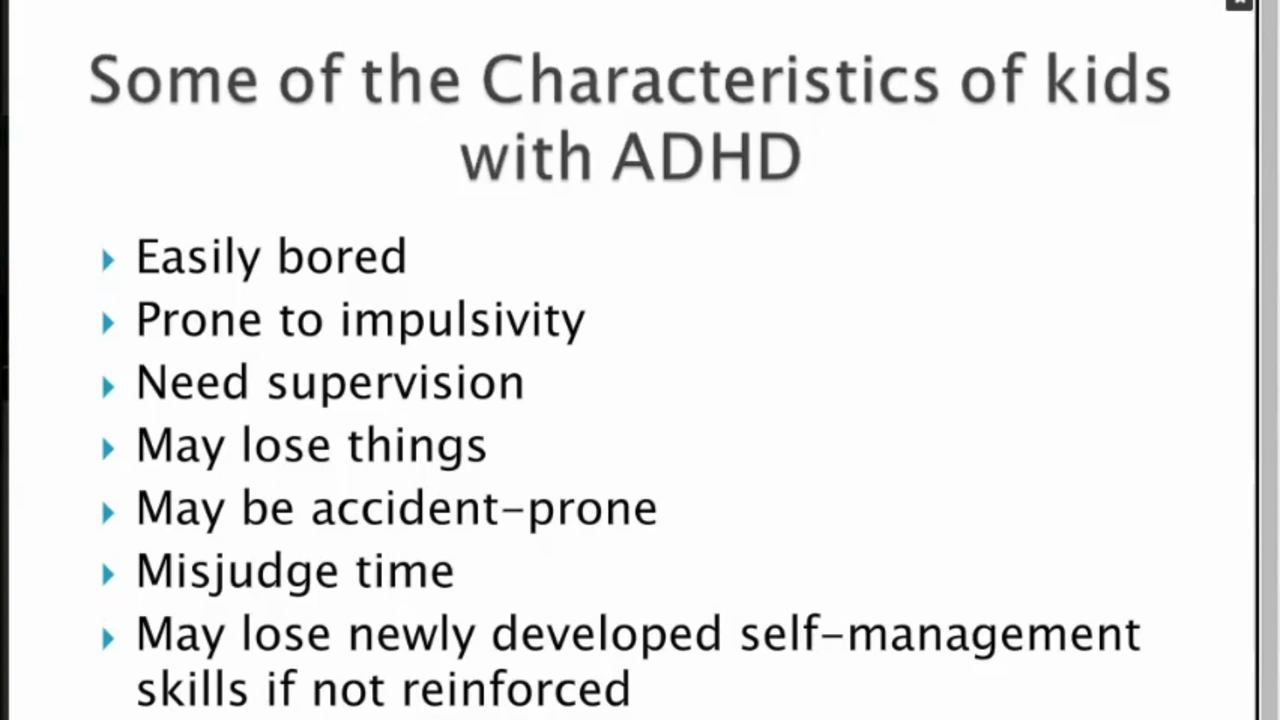 Some of the Characteristics of kids
with ADHD
Easily bored
Prone to impulsivity
Need supervision
May lose things
May be accident-prone
Misjudge time
May lose newly developed self-management
skills if not reinforced